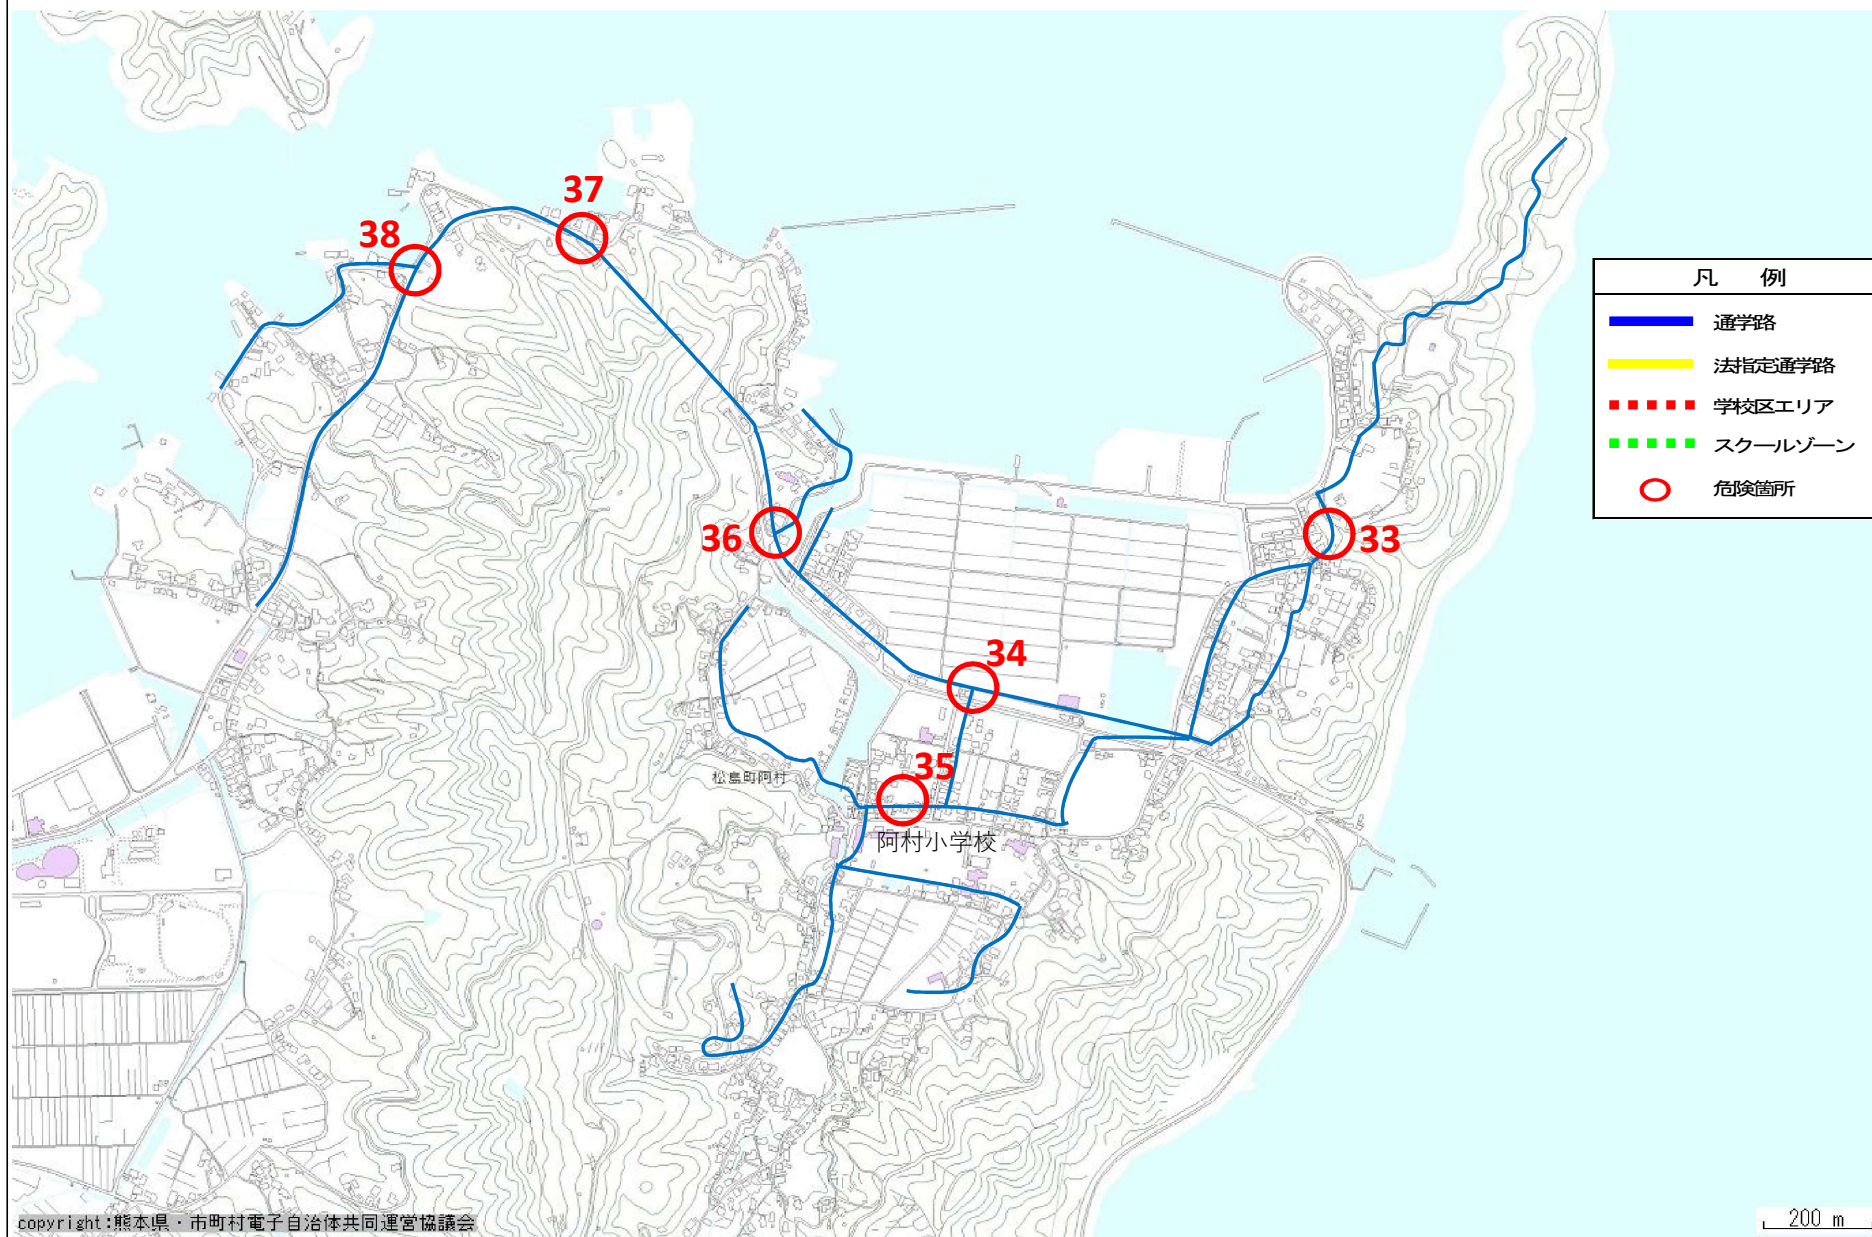 37
38
凡 例
通学路
法指定通学路
学校区エリア
スクールゾーン
危険箇所
36
33
34
35
松島町阿村
阿村小学校
copyright:熊本県・市町村電子自治体共同運営協議会
200 m